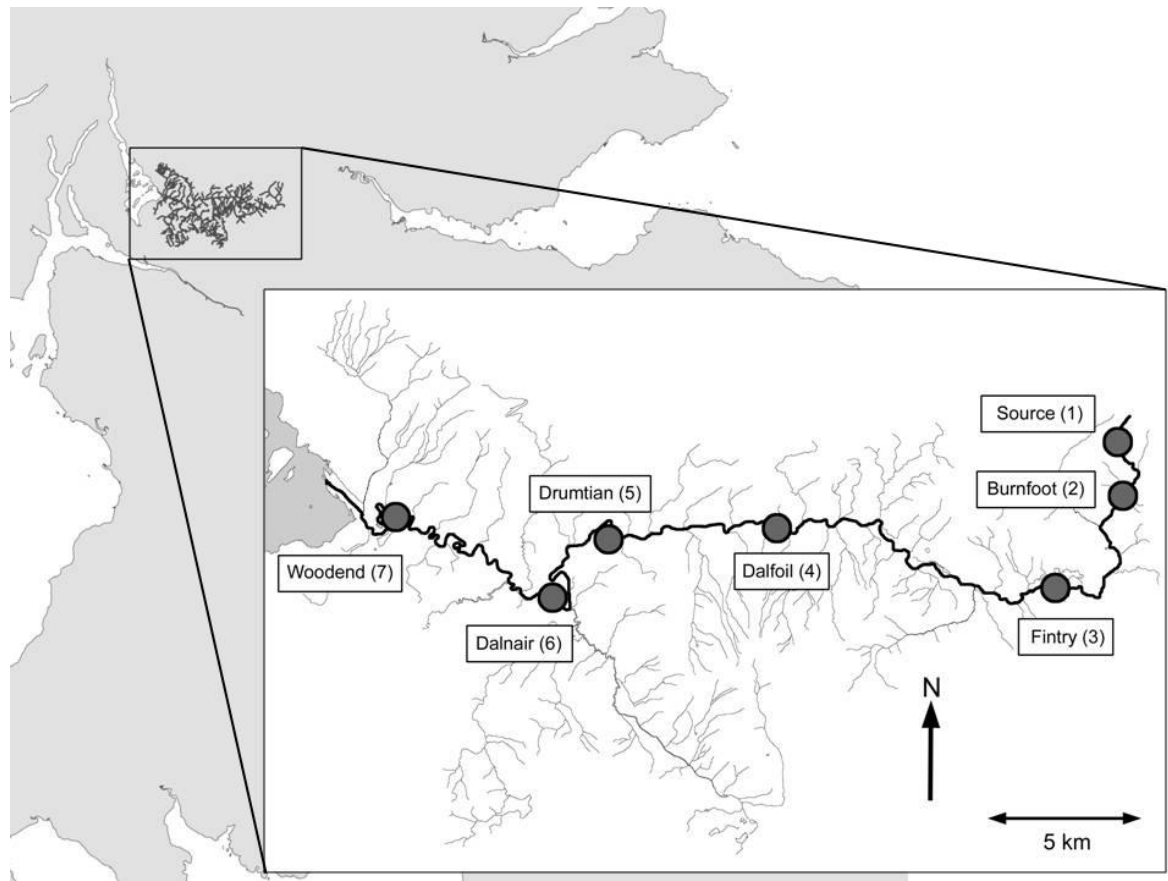 Source (1)
Burnfoot (2)
Drumtian (5)
Woodend (7)
Dalfoil (4)
Dalnair (6)
Fintry (3)
N
5 km